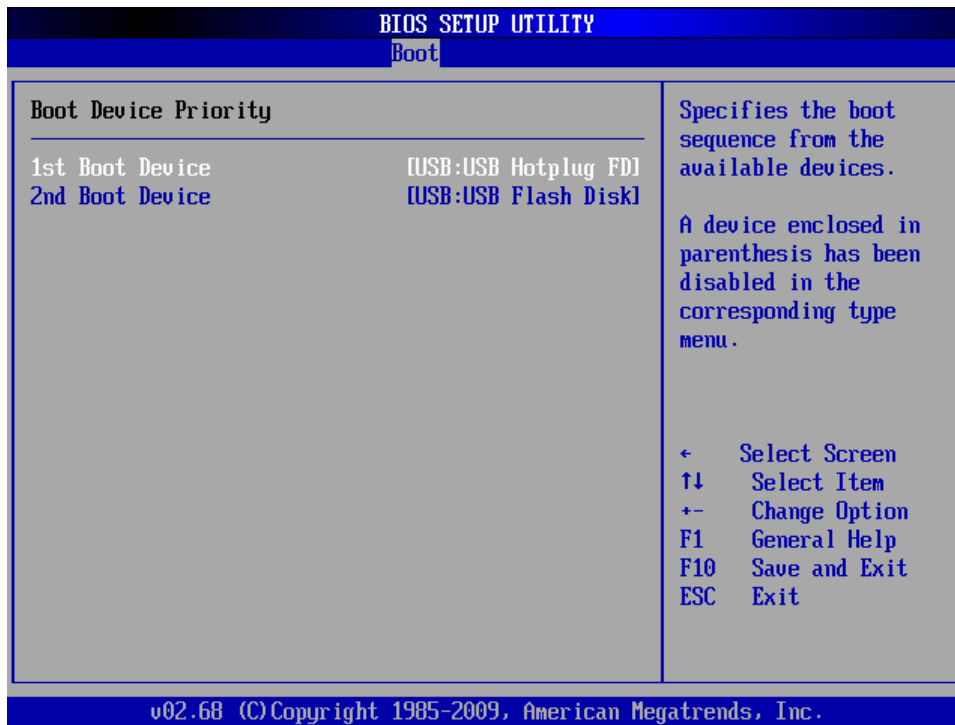 BIOS SETUP UTILITY
Boot
Boot Device Priority
1st Boot Device [USB:USB Hotplug FD]
2nd Boot Device [USB:USB Flash Disk]
Specifies the boot
sequence from the
available devices.
A device enclosed in
parenthesis has been
disabled in the
corresponding type
menu.
← Select Screen
↑↓ Select Item
+- Change Option
F1 General Help
F10 Save and Exit
ESC Exit
v02.68 (C)Copyright 1985-2009, American Megatrends, Inc.